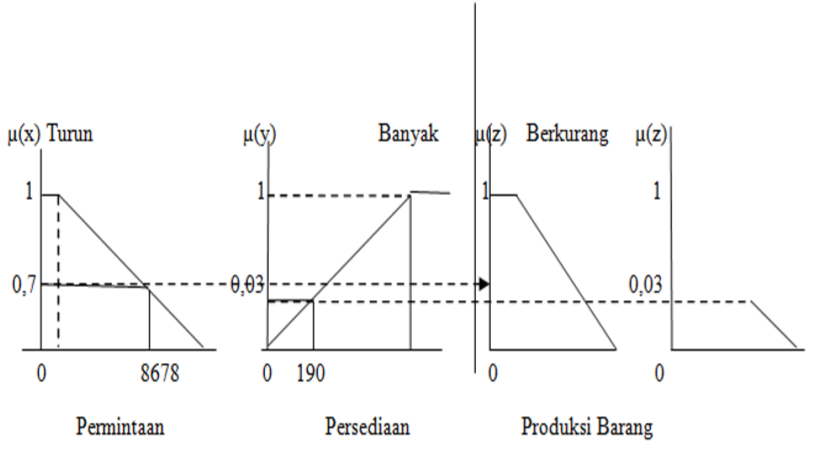 μ(x) Turun μ(y) Banyak μ(z) Berkurang μ(z)
1 1 1 1
0,7 0,03 0,03
0 8678 0 190 0 0
Permintaan Persediaan Produksi Barang